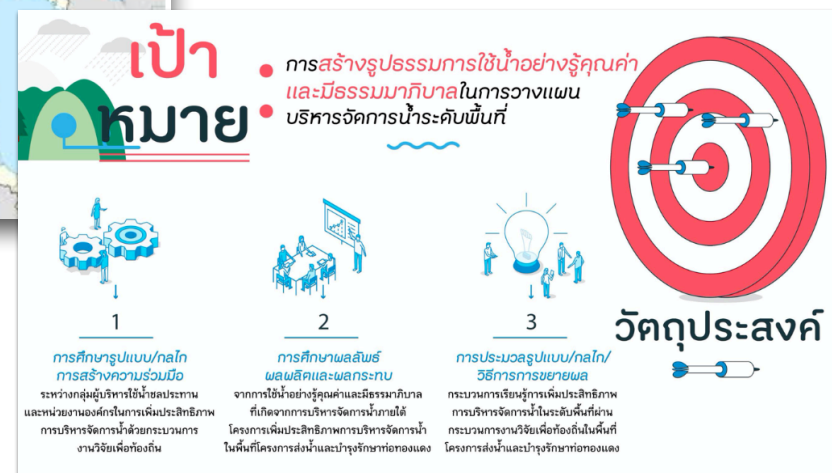 เป้า
หมาย
การสร้างรูปธรรมการใช้น้ำอย่างรู้คุณค่า
และมีธรรมมาภิบาลในการวางแผน
บริหารจัดการน้ำระดับพื้นที่
1
การศึกษารูปแบบ/กลไก
การสร้างความร่วมมือ
ระหว่างกลุ่มผู้บริหารใช้น้ำชลประทาน
และหน่วยงานองค์กรในการเพิ่มประสิทธิภาพ
การบริหารจัดการน้ำด้วยกระบวนการ
งานวิจัยเพื่อท้องถิ่น
2
การศึกษาผลลัพธ์
ผลผลิตและผลกระทบ
จากการใช้น้ำอย่างรู้คุณค่าและมีธรรมาภิบาล
ที่เกิดจากการบริหารจัดการน้ำภายใต้
โครงการเพิ่มประสิทธิภาพการบริหารจัดการน้ำ
ในพื้นที่โครงการส่งน้ำและบำรุงรักษาท่อทองแดง
3
การประมวลรูปแบบ/กลไก/
วิธีการการขยายผล
กระบวนการเรียนรู้การเพิ่มประสิทธิภาพ
การบริหารจัดการน้ำในระดับพื้นที่ผ่าน
กระบวนการงานวิจัยเพื่อท้องถิ่นในพื้นที่
โครงการส่งน้ำและบำรุงรักษาท่อทองแดง
วัตถุประสงค์